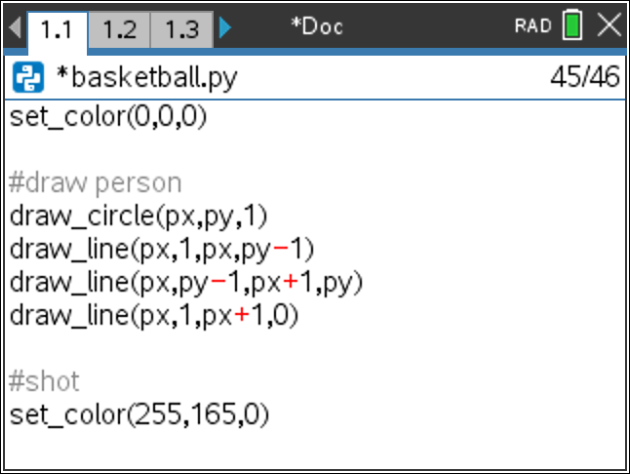 1.1 1.2 1.3 *Doc RAD
*basketball.py 45/46
set_color(0,0,0)
#draw person
draw_circle(px,py,1)
draw_line(px,1,px,py−1)
draw_line(px,py−1,px+1,py)
draw_line(px,1,px+1,0)
#shot
set_color(255,165,0)